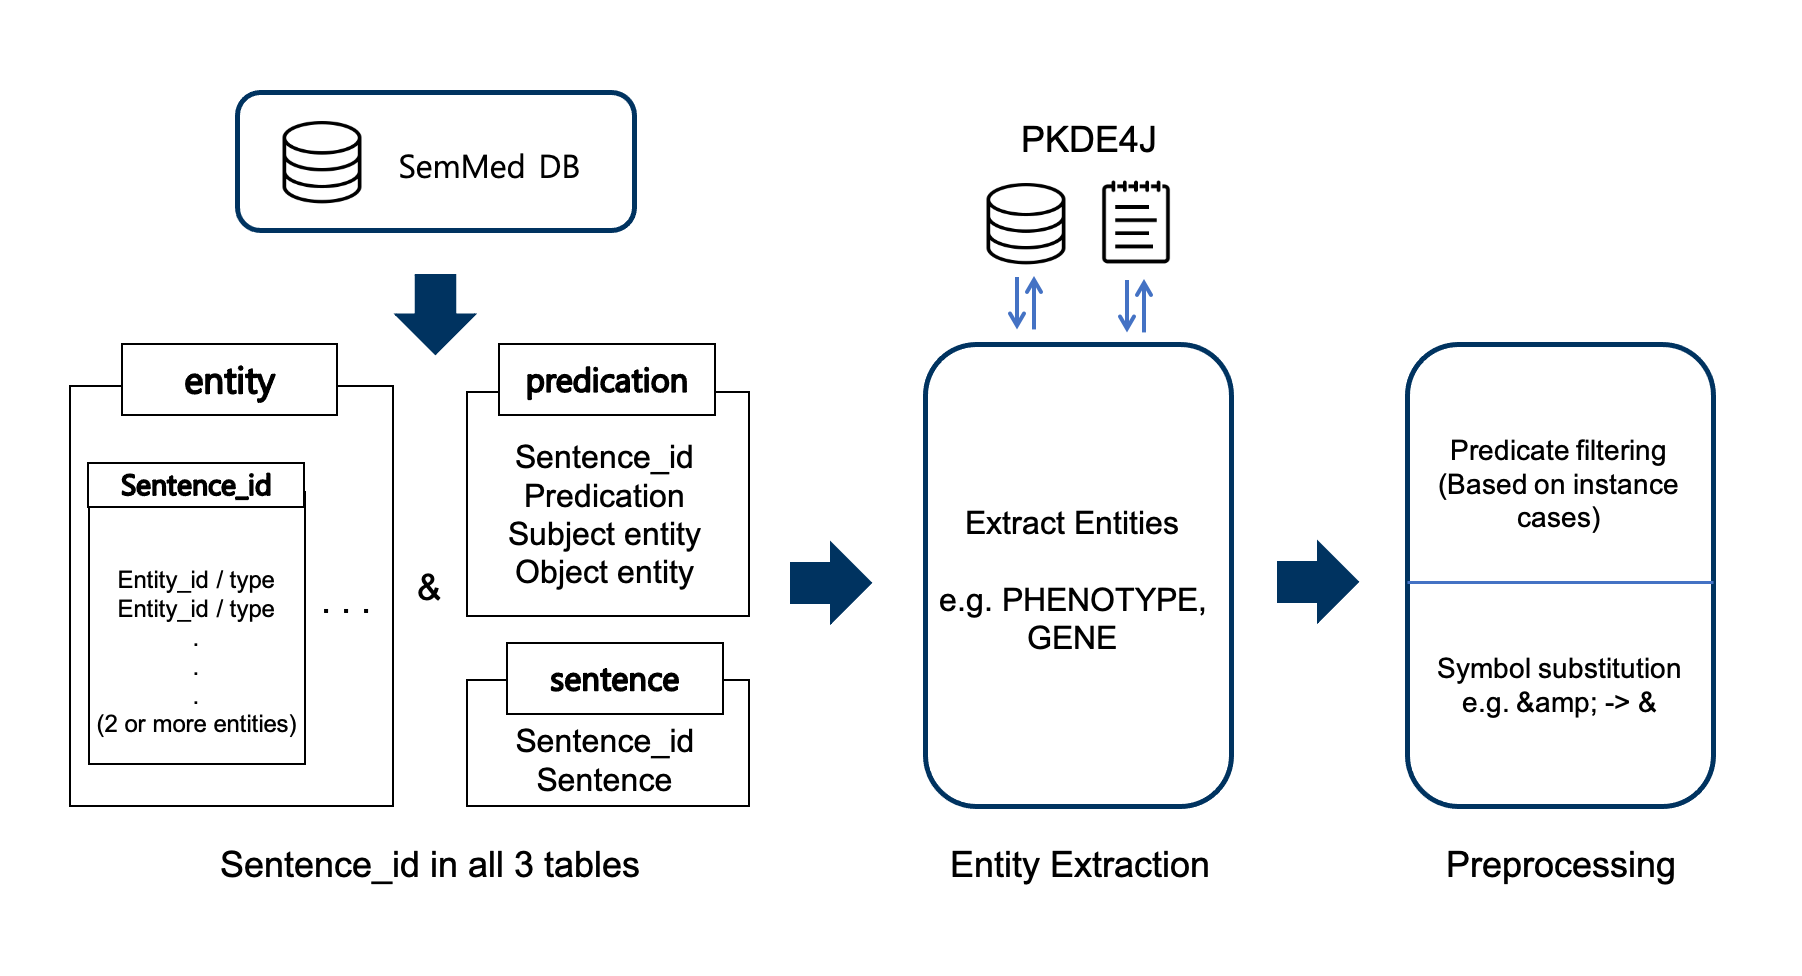 SemMed DB
entity
Sentence_id
Entity_id / type
Entity_id / type
.
.
.
(2 or more entities)
. . .
&
predication
Sentence_id
Predication
Subject entity
Object entity
sentence
Sentence_id
Sentence
Sentence_id in all 3 tables
PKDE4J
Extract Entities
e.g. PHENOTYPE,
GENE
Entity Extraction
Predicate filtering
(Based on instance
cases)
Symbol substitution
e.g. &amp;amp; -> &
Preprocessing